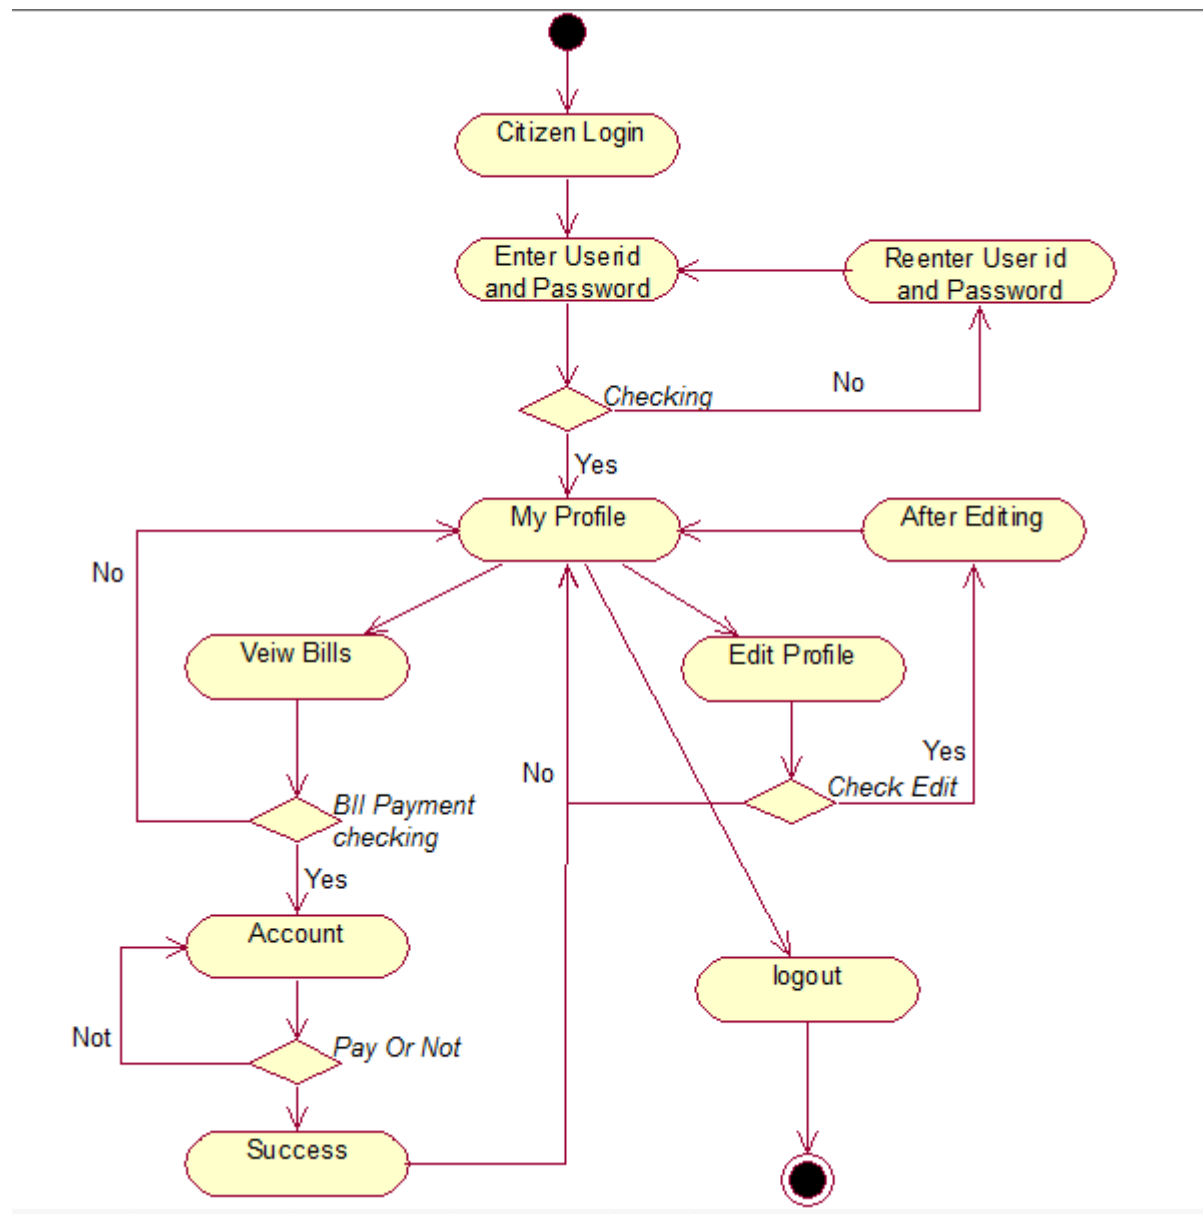 Citizen Login
Enter Userid
and Password
Reenter User id
and Password
Checking
No
Yes
My Profile
After Editing
No
Veiw Bills
Edit Profile
Yes
No
Check Edit
BII Payment
checking
Yes
Account
logout
Not
Pay Or Not
Success